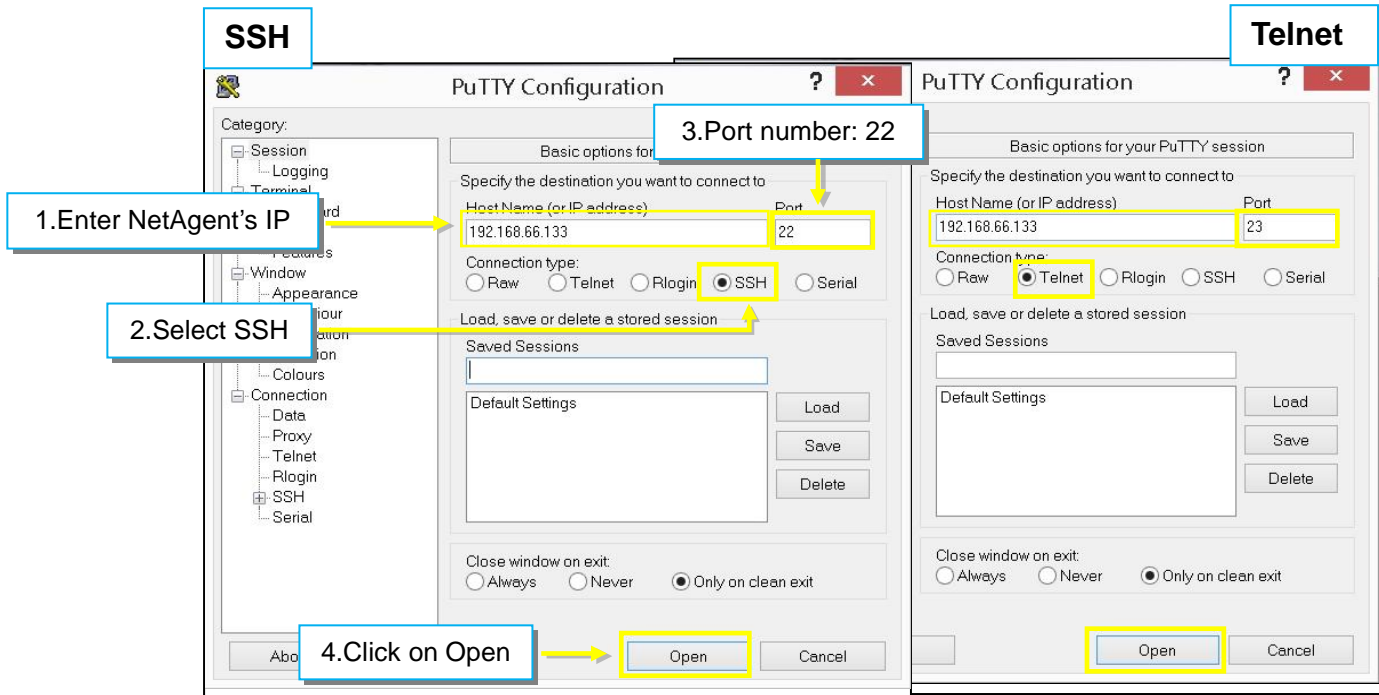 SSH
Telnet
PuTTY Configuration
?
x
Category:
Session
Logging
Terminal
Features
Window
Appearance
Colours
Connection
Data
Proxy
Telnet
Rlogin
SSH
Serial
1.Enter NetAgent's IP
2.Select SSH
3.Port number: 22
4.Click on Open
Basic options for
Specify the destination you want to connect to
Host Name (or IP address) Port
192.168.66.133 22
Connection type:
Raw Telnet Rlogin SSH Serial
Load, save or delete a stored session
Saved Sessions
Default Settings
Load
Save
Delete
Close window on exit:
Always Never Only on clean exit
Open Cancel
PuTTY Configuration
?
x
Basic options for your PuTTY session
Specify the destination you want to connect to
Host Name (or IP address) Port
192.168.66.133 23
Connection type:
Raw Telnet Rlogin SSH Serial
Load, save or delete a stored session
Saved Sessions
Default Settings
Load
Save
Delete
Close window on exit:
Always Never Only on clean exit
Open Cancel